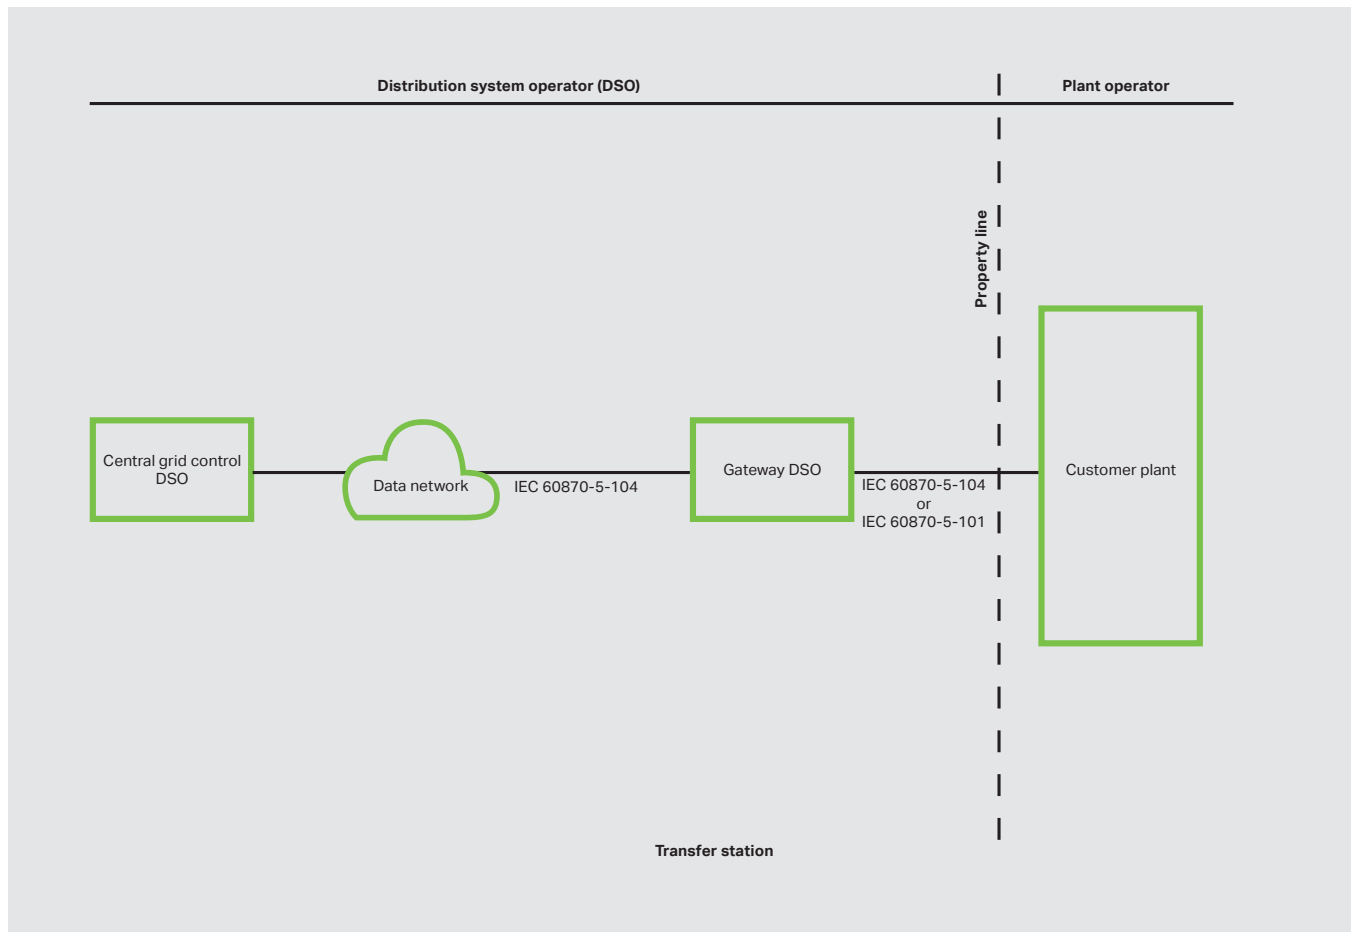 Distribution system operator (DSO)
Plant operator
Property line
Central grid control
DSO
Data network
IEC 60870-5-104
Gateway DSO
IEC 60870-5-104
or
IEC 60870-5-101
Customer plant
Transfer station